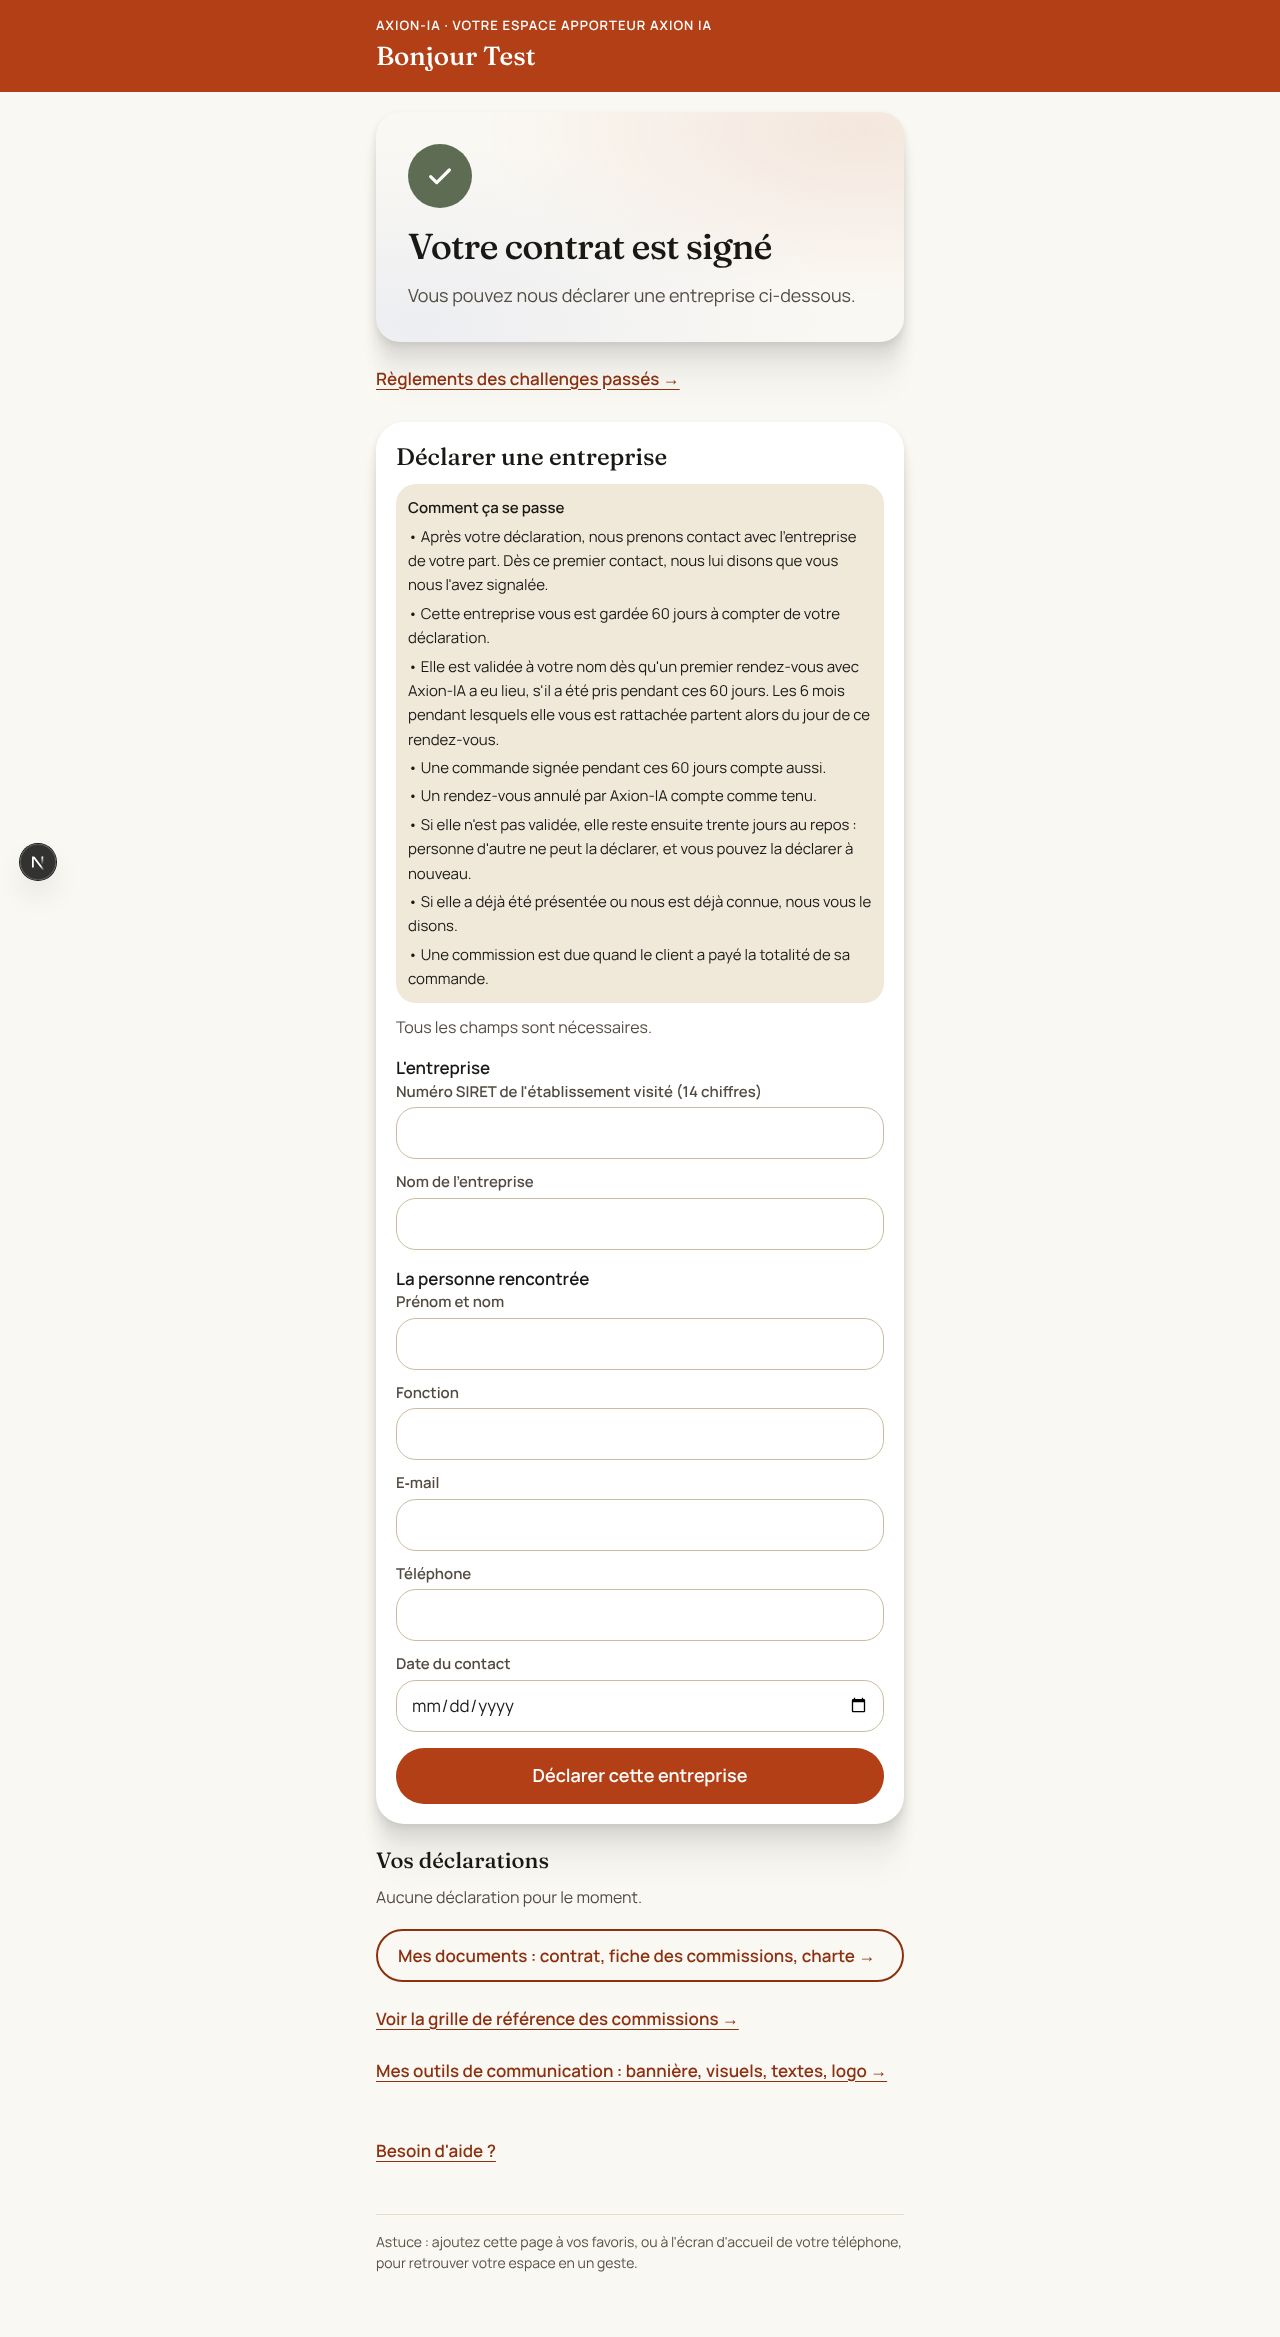 AXION-IA · VOTRE ESPACE APPORTEUR AXION IA
Bonjour Test
Votre contrat est signé
Vous pouvez nous déclarer une entreprise ci-dessous.
Règlements des challenges passés →
Déclarer une entreprise
Comment ça se passe
• Après votre déclaration, nous prenons contact avec l'entreprise
de votre part. Dès ce premier contact, nous lui disons que vous
nous l'avez signalée.
• Cette entreprise vous est gardée 60 jours à compter de votre
déclaration.
• Elle est validée à votre nom dès qu'un premier rendez-vous avec
Axion-IA a eu lieu, s'il a été pris pendant ces 60 jours. Les 6 mois
pendant lesquels elle vous est rattachée partent alors du jour de ce
rendez-vous.
• Une commande signée pendant ces 60 jours compte aussi.
• Un rendez-vous annulé par Axion-IA compte comme tenu.
• Si elle n'est pas validée, elle reste ensuite trente jours au repos :
personne d'autre ne peut la déclarer, et vous pouvez la déclarer à
nouveau.
• Si elle a déjà été présentée ou nous est déjà connue, nous vous le
disons.
• Une commission est due quand le client a payé la totalité de sa
commande.
Tous les champs sont nécessaires.
L'entreprise
Numéro SIRET de l'établissement visité (14 chiffres)
Nom de l'entreprise
La personne rencontrée
Prénom et nom
Fonction
E-mail
Téléphone
Date du contact
mm/dd/yyyy
Déclarer cette entreprise
Vos déclarations
Aucune déclaration pour le moment.
Mes documents : contrat, fiche des commissions, charte →
Voir la grille de référence des commissions →
Mes outils de communication : bannière, visuels, textes, logo →
Besoin d'aide ?
Astuce : ajoutez cette page à vos favoris, ou à l'écran d'accueil de votre téléphone,
pour retrouver votre espace en un geste.